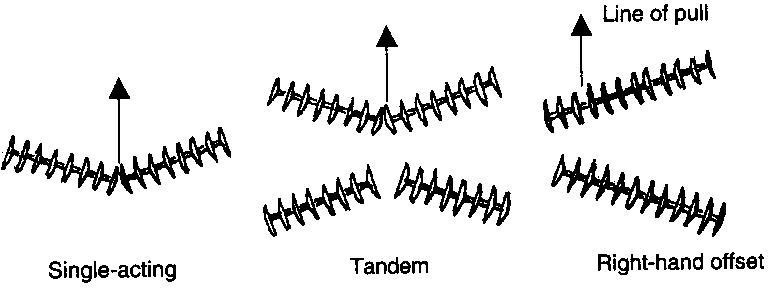 Line of pull
Single-acting
Tandem
Right-hand offset